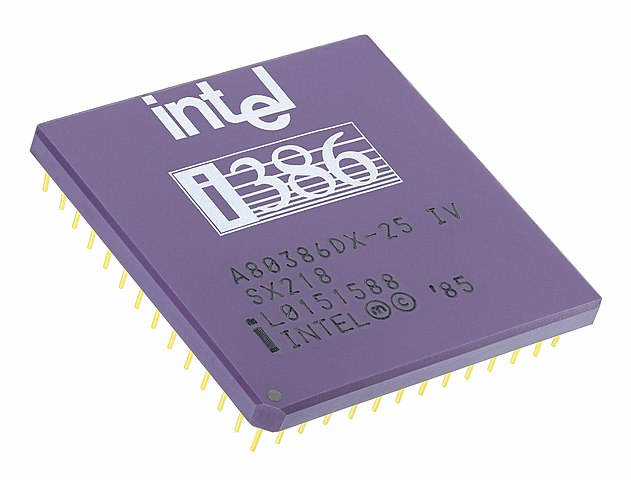 intel
i386
A80386DX-25 IV
SX218
L0151588
i INTEL Ⓜ Ⓒ '85